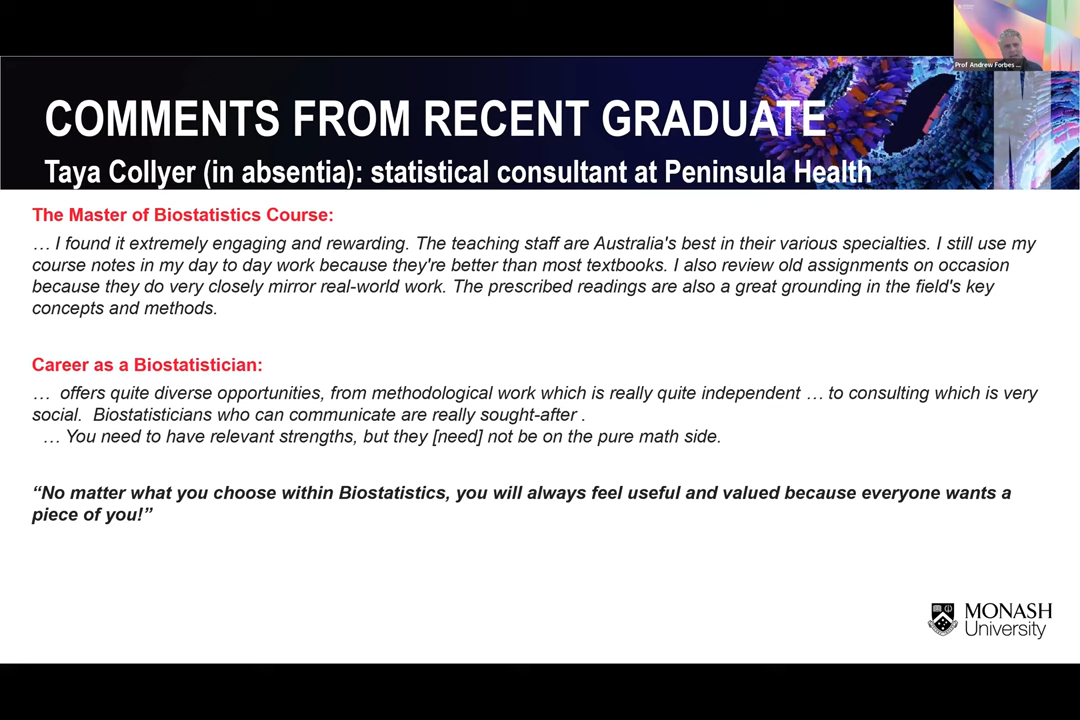 Prof Andrew Forbes ...
COMMENTS FROM RECENT GRADUATE
Taya Collyer (in absentia): statistical consultant at Peninsula Health
The Master of Biostatistics Course:
… I found it extremely engaging and rewarding. The teaching staff are Australia's best in their various specialties. I still use my
course notes in my day to day work because they're better than most textbooks. I also review old assignments on occasion
because they do very closely mirror real-world work. The prescribed readings are also a great grounding in the field's key
concepts and methods.
Career as a Biostatistician:
… offers quite diverse opportunities, from methodological work which is really quite independent … to consulting which is very
social. Biostatisticians who can communicate are really sought-after .
… You need to have relevant strengths, but they [need] not be on the pure math side.
“No matter what you choose within Biostatistics, you will always feel useful and valued because everyone wants a
piece of you!”
MONASH
University